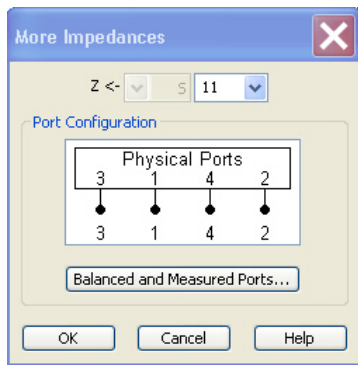 More Impedances
Z <- S 11
Port Configuration
Physical Ports
3 1 4 2
3 1 4 2
Balanced and Measured Ports...
OK Cancel Help